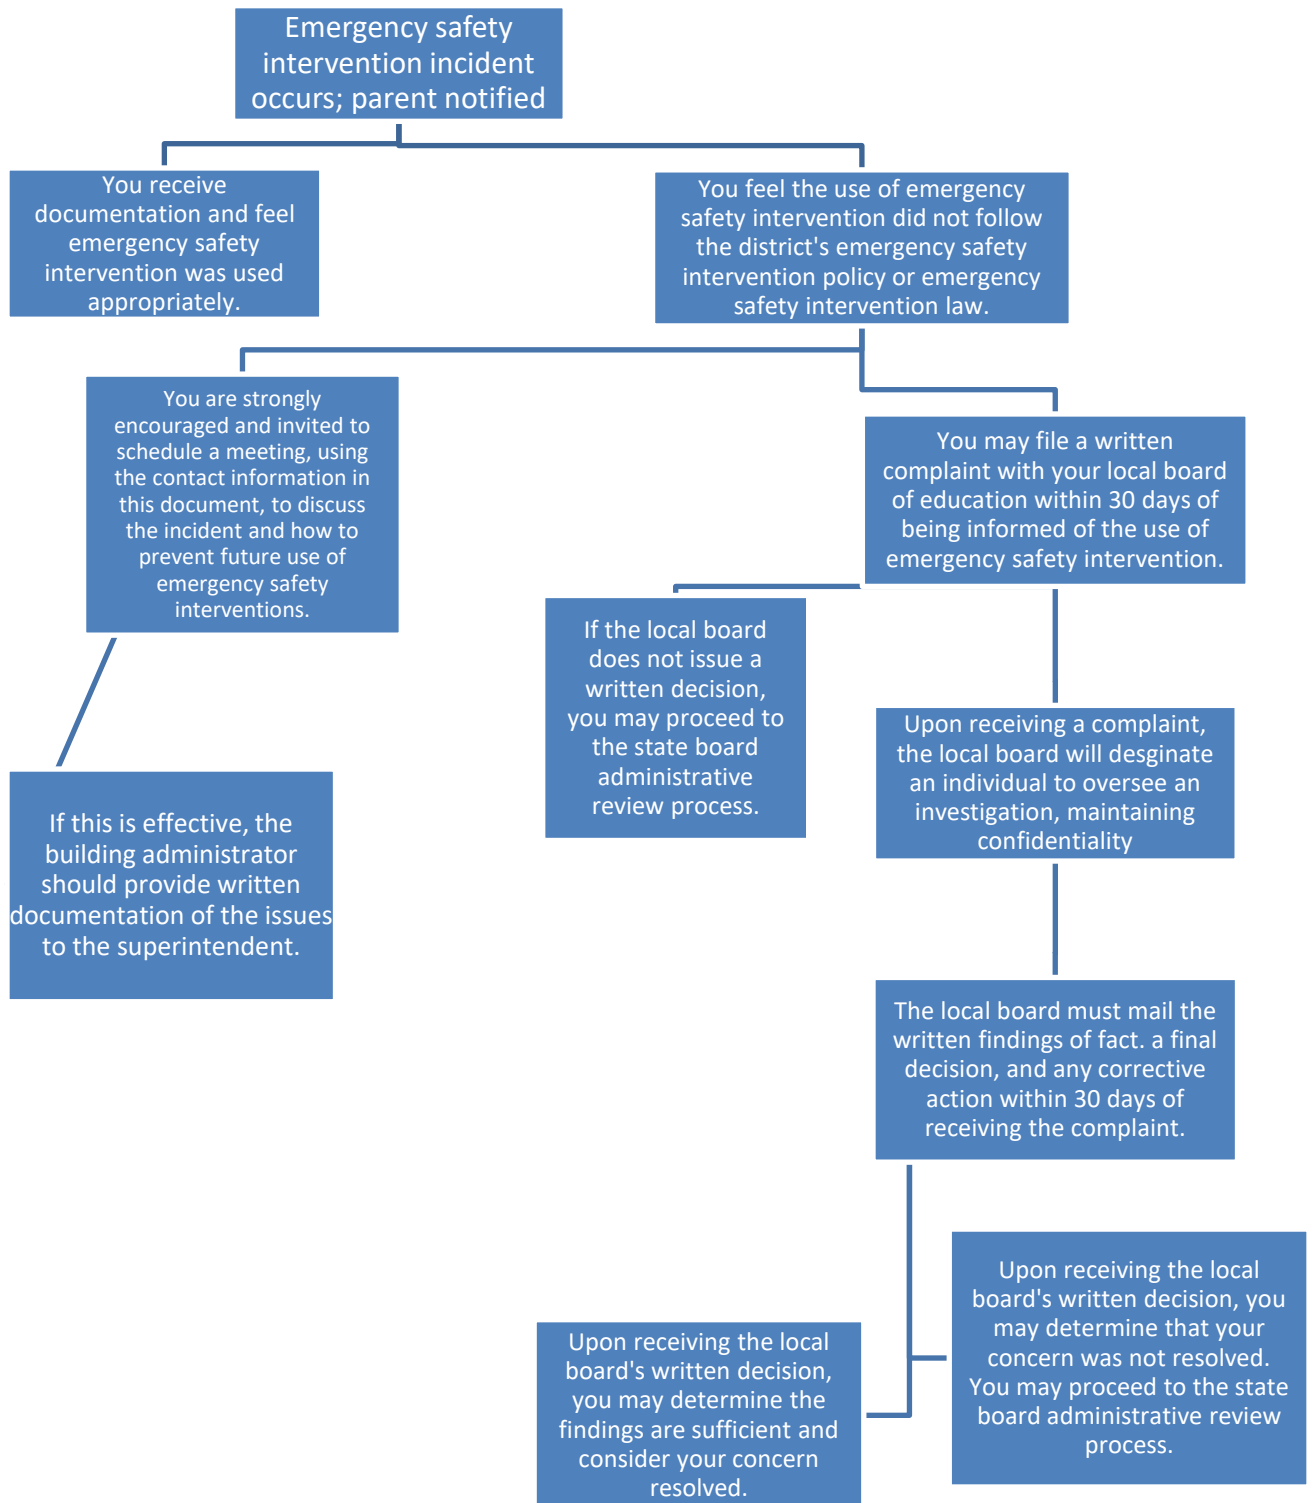 Emergency safety
intervention incident
occurs; parent notified
You receive
documentation and feel
emergency safety
intervention was used
appropriately.
You feel the use of emergency
safety intervention did not follow
the district's emergency safety
intervention policy or emergency
safety intervention law.
You are strongly
encouraged and invited to
schedule a meeting, using
the contact information in
this document, to discuss
the incident and how to
prevent future use of
emergency safety
interventions.
You may file a written
complaint with your local board
of education within 30 days of
being informed of the use of
emergency safety intervention.
If the local board
does not issue a
written decision,
you may proceed to
the state board
administrative
review process.
Upon receiving a complaint,
the local board will desginate
an individual to oversee an
investigation, maintaining
confidentiality
If this is effective, the
building administrator
should provide written
documentation of the issues
to the superintendent.
The local board must mail the
written findings of fact. a final
decision, and any corrective
action within 30 days of
receiving the complaint.
Upon receiving the local
board's written decision, you
may determine that your
concern was not resolved.
You may proceed to the state
board administrative review
process.
Upon receiving the local
board's written decision,
you may determine the
findings are sufficient and
consider your concern
resolved.